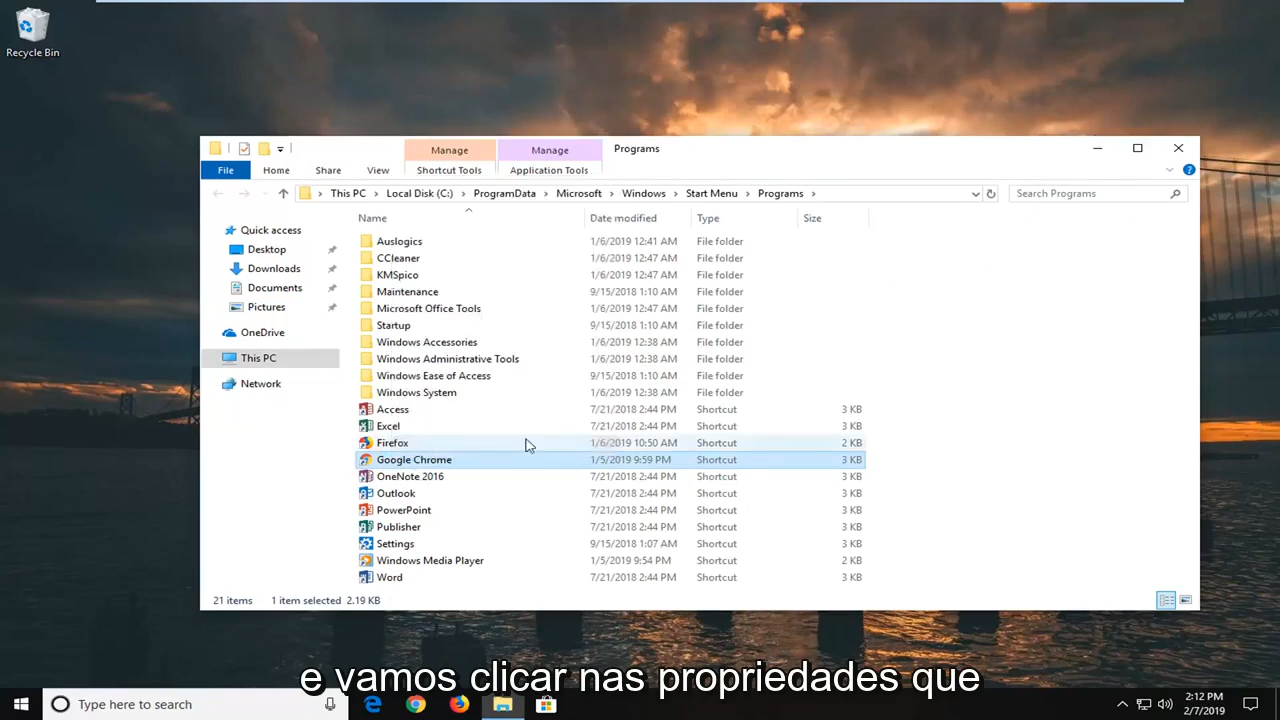 Recycle Bin
Manage Manage Programs
File Home Share View Shortcut Tools Application Tools
This PC Local Disk (C:) ProgramData Microsoft Windows Start Menu Programs Search Programs
Name Date modified Type Size
Quick access
Desktop
Downloads
Documents
Pictures
OneDrive
This PC
Network
Auslogics 1/6/2019 12:41 AM File folder
CCleaner 1/6/2019 12:47 AM File folder
KMSpico 1/6/2019 12:47 AM File folder
Maintenance 9/15/2018 1:10 AM File folder
Microsoft Office Tools 1/6/2019 12:47 AM File folder
Startup 9/15/2018 1:10 AM File folder
Windows Accessories 1/6/2019 12:38 AM File folder
Windows Administrative Tools 1/6/2019 12:38 AM File folder
Windows Ease of Access 9/15/2018 1:10 AM File folder
Windows System 1/6/2019 12:38 AM File folder
Access 7/21/2018 2:44 PM Shortcut 3 KB
Excel 7/21/2018 2:44 PM Shortcut 3 KB
Firefox 1/6/2019 10:50 AM Shortcut 2 KB
Google Chrome 1/5/2019 9:59 PM Shortcut 3 KB
OneNote 2016 7/21/2018 2:44 PM Shortcut 3 KB
Outlook 7/21/2018 2:44 PM Shortcut 3 KB
PowerPoint 7/21/2018 2:44 PM Shortcut 3 KB
Publisher 7/21/2018 2:44 PM Shortcut 3 KB
Settings 9/15/2018 1:07 AM Shortcut 3 KB
Windows Media Player 1/5/2019 9:54 PM Shortcut 2 KB
Word 7/21/2018 2:44 PM Shortcut 3 KB
21 items 1 item selected 2.19 KB
e vamos clicar nas propriedades que
Type here to search
2:12 PM
2/7/2019